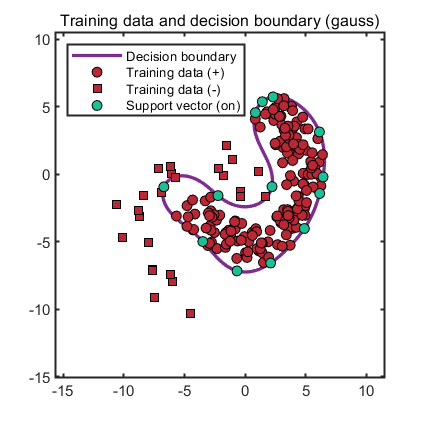 Training data and decision boundary (gauss)
Decision boundary
Training data (+)
Training data (-)
Support vector (on)
10
5
0
-5
-10
-15
-15 -10 -5 0 5 10